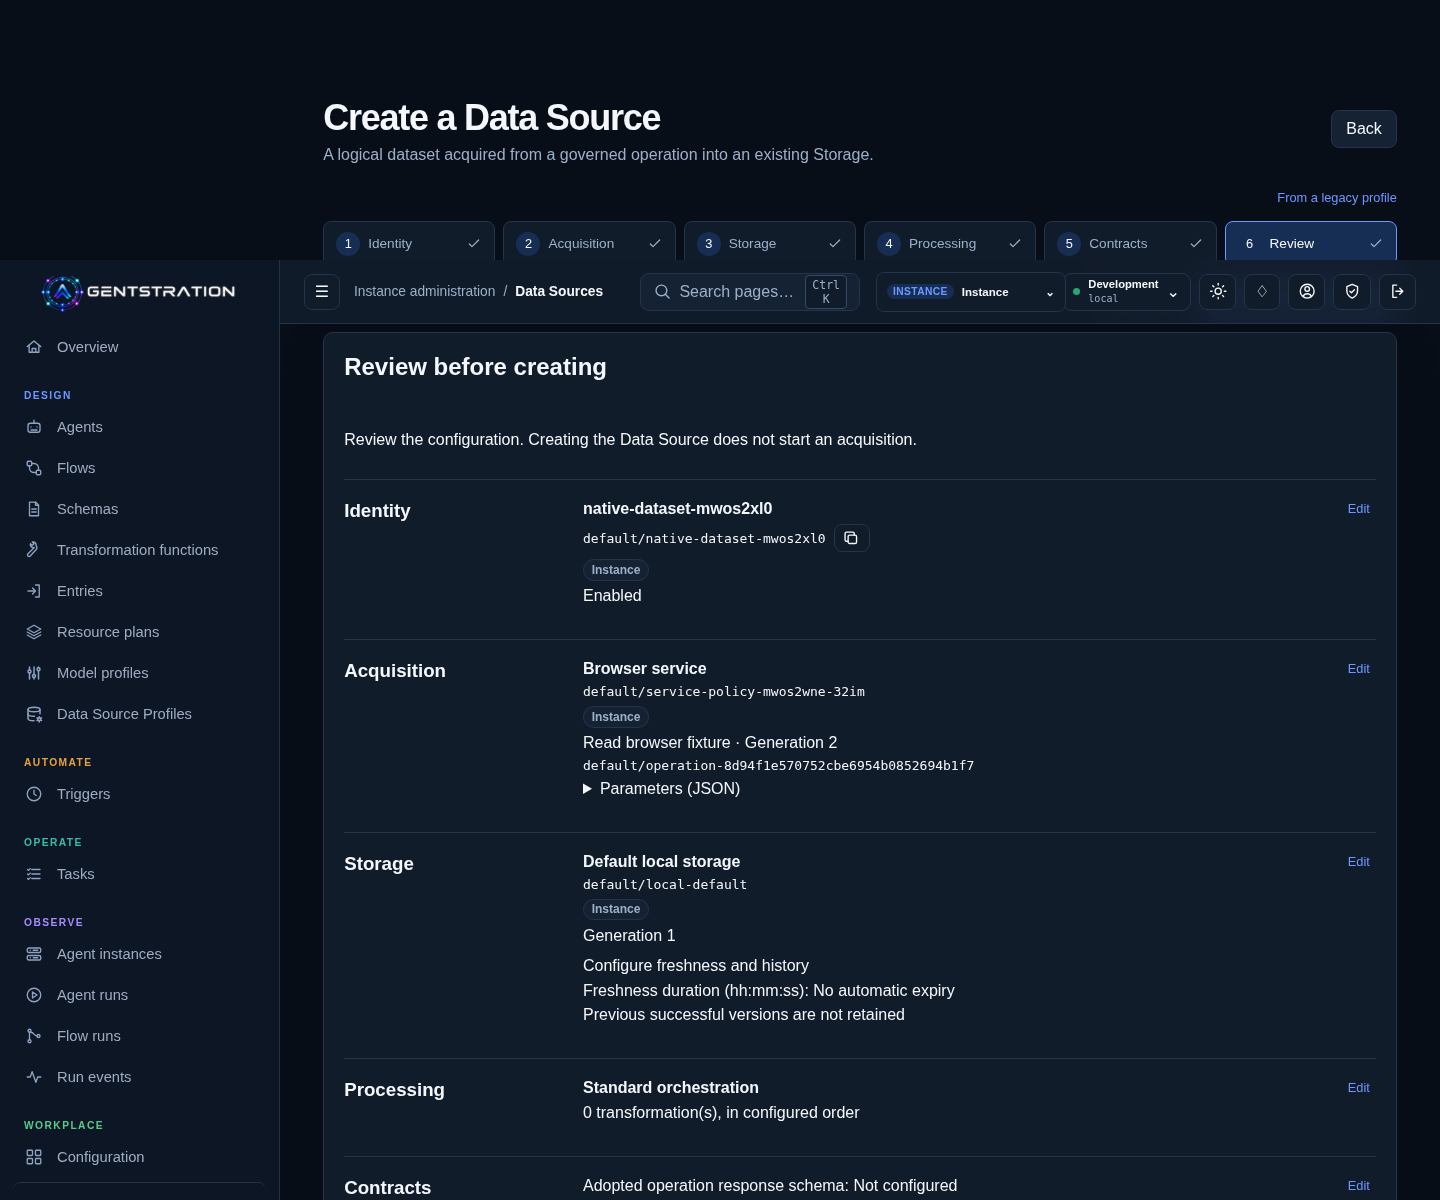 Create a Data Source
Back
A logical dataset acquired from a governed operation into an existing Storage.
From a legacy profile
1 Identity
2 Acquisition
3 Storage
4 Processing
5 Contracts
6 Review
GENTSTRATION
Instance administration / Data Sources
Search pages…
Ctrl
K
INSTANCE Instance
Development
local
Overview
DESIGN
Agents
Flows
Schemas
Transformation functions
Entries
Resource plans
Model profiles
Data Source Profiles
AUTOMATE
Triggers
OPERATE
Tasks
OBSERVE
Agent instances
Agent runs
Flow runs
Run events
WORKPLACE
Configuration
Review before creating
Review the configuration. Creating the Data Source does not start an acquisition.
Identity
native-dataset-mwos2xl0
Edit
default/native-dataset-mwos2xl0
Instance
Enabled
Acquisition
Browser service
Edit
default/service-policy-mwos2wne-32im
Instance
Read browser fixture · Generation 2
default/operation-8d94f1e570752cbe6954b0852694b1f7
Parameters (JSON)
Storage
Default local storage
Edit
default/local-default
Instance
Generation 1
Configure freshness and history
Freshness duration (hh:mm:ss): No automatic expiry
Previous successful versions are not retained
Processing
Standard orchestration
Edit
0 transformation(s), in configured order
Contracts
Adopted operation response schema: Not configured
Edit